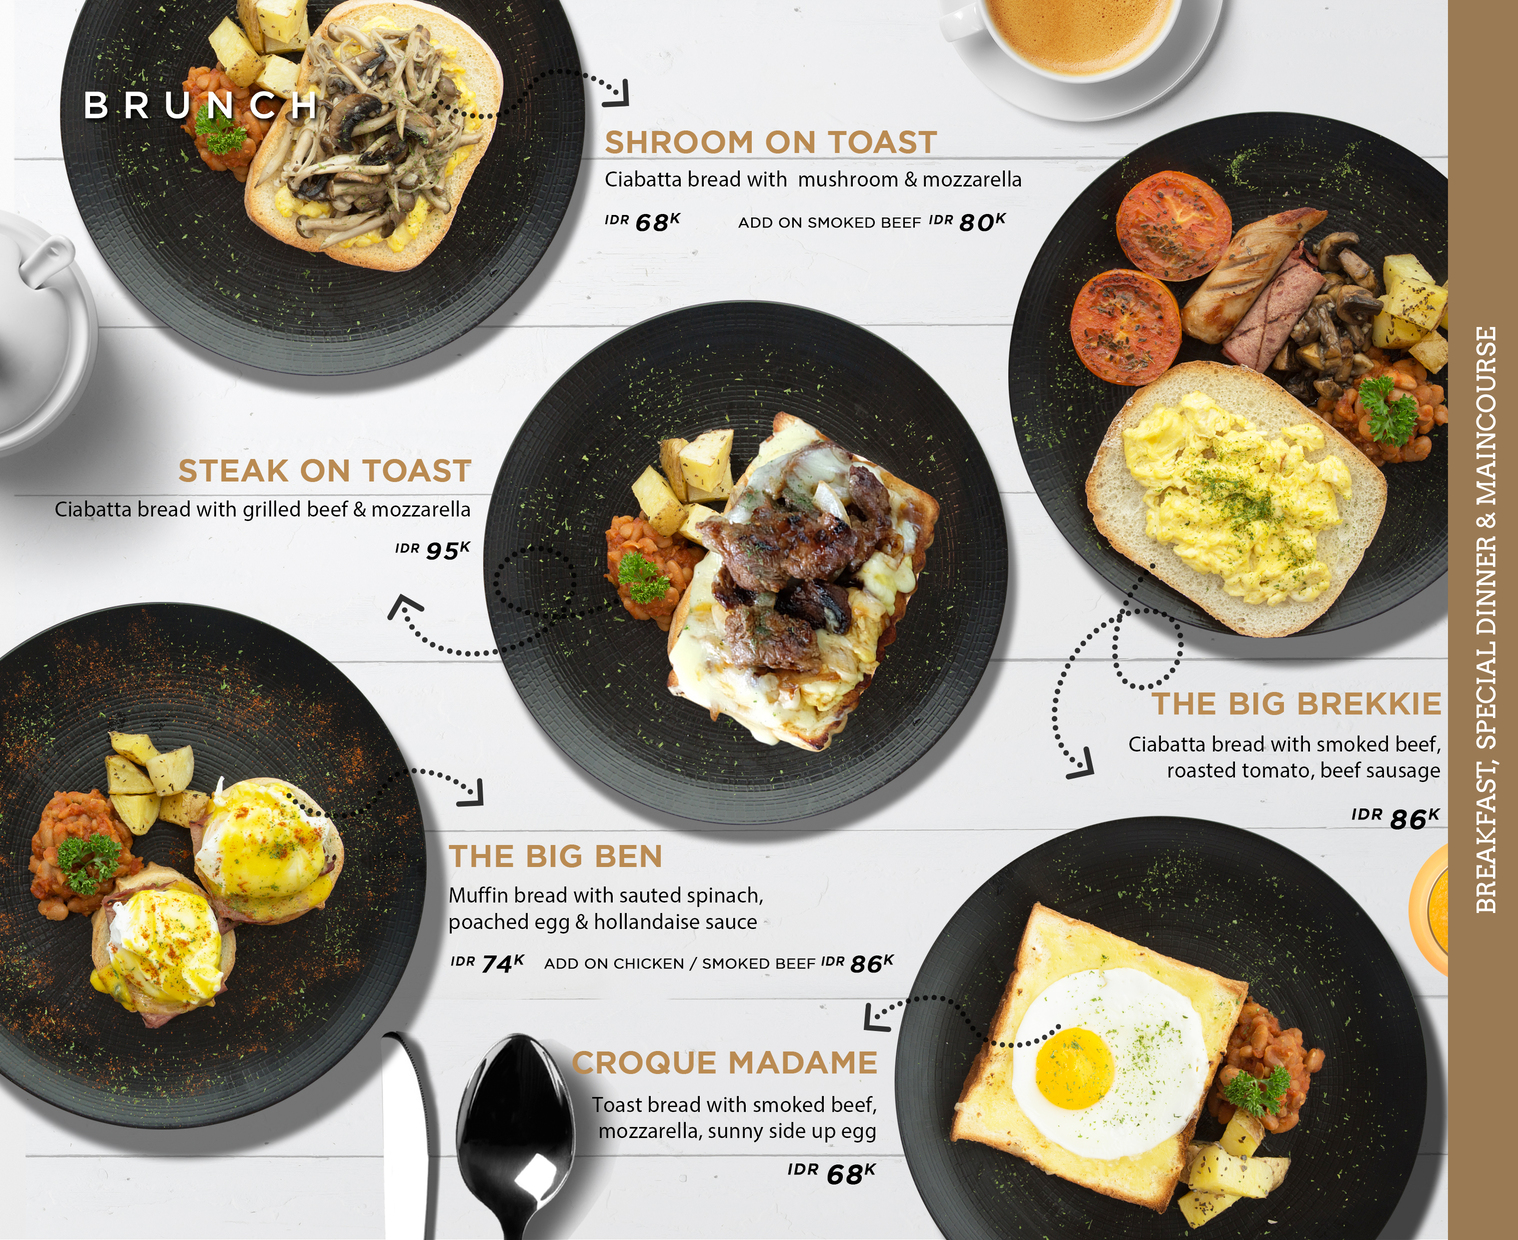 BRUNCH
SHROOM ON TOAST
Ciabatta bread with mushroom & mozzarella
IDR 68K ADD ON SMOKED BEEF IDR 80K
STEAK ON TOAST
Ciabatta bread with grilled beef & mozzarella
IDR 95K
THE BIG BREKKIE
Ciabatta bread with smoked beef,
roasted tomato, beef sausage
IDR 86K
THE BIG BEN
Muffin bread with sauted spinach,
poached egg & hollandaise sauce
IDR 74K ADD ON CHICKEN / SMOKED BEEF IDR 86K
CROQUE MADAME
Toast bread with smoked beef,
mozzarella, sunny side up egg
IDR 68K
BREAKFAST, SPECIAL DINNER & MAINCOURSE